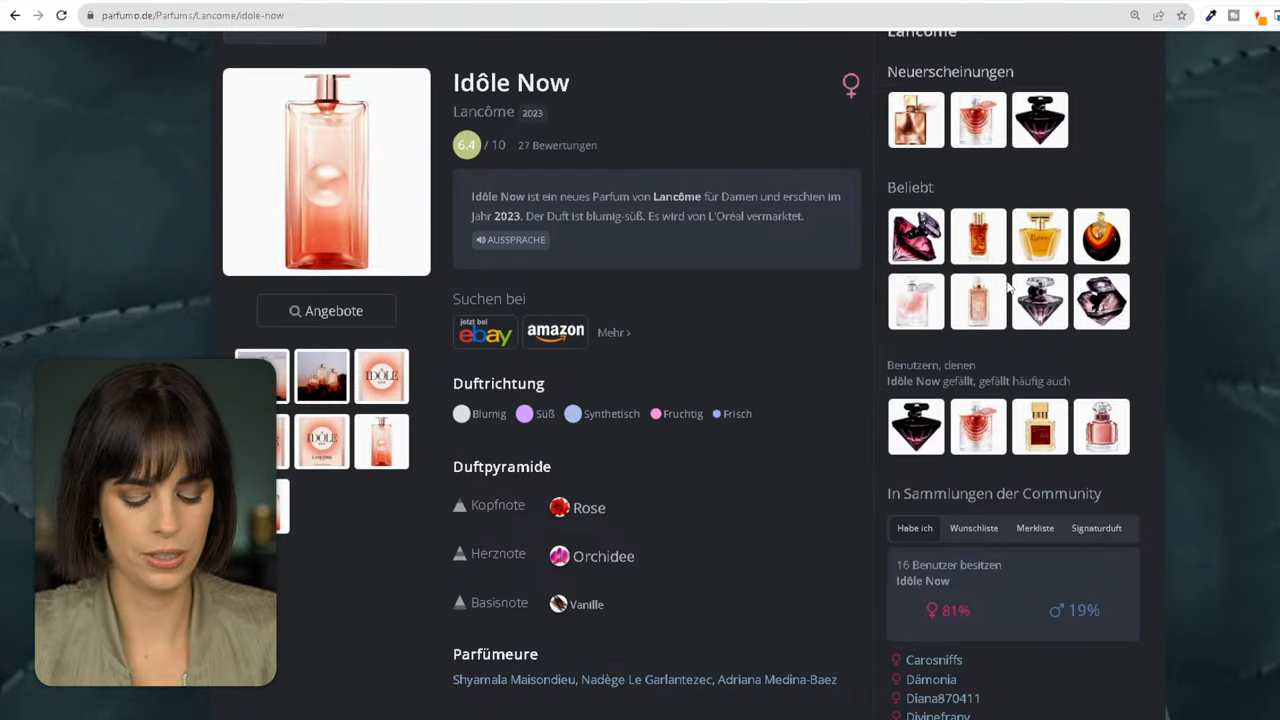 parfumo.de/Parfums/Lancome/idole-now
Idôle Now
Lancôme 2023
6.4 / 10 27 Bewertungen
Idôle Now ist ein neues Parfum von Lancôme für Damen und erschien im
Jahr 2023. Der Duft ist blumig-süß. Es wird von L'Oréal vermarktet.
AUSSPRACHE
Angebote
IDÔLE
IDÔLE
LANCÔME
Suchen bei
jetzt bei
ebay
amazon
Mehr >
Duftrichtung
Blumig Süß Synthetisch Fruchtig Frisch
Duftpyramide
Kopfnote Rose
Herznote Orchidee
Basisnote Vanille
Parfümeure
Shyamala Maisondieu, Nadège Le Garlantezec, Adriana Medina-Baez
Lancôme
Neuerscheinungen
Beliebt
Benutzern, denen
Idôle Now gefällt, gefällt häufig auch
In Sammlungen der Community
Habe ich Wunschliste Merkliste Signaturduft
16 Benutzer besitzen
Idôle Now
81% 19%
Carosniffs
Dämonia
Diana870411
Divinefrany